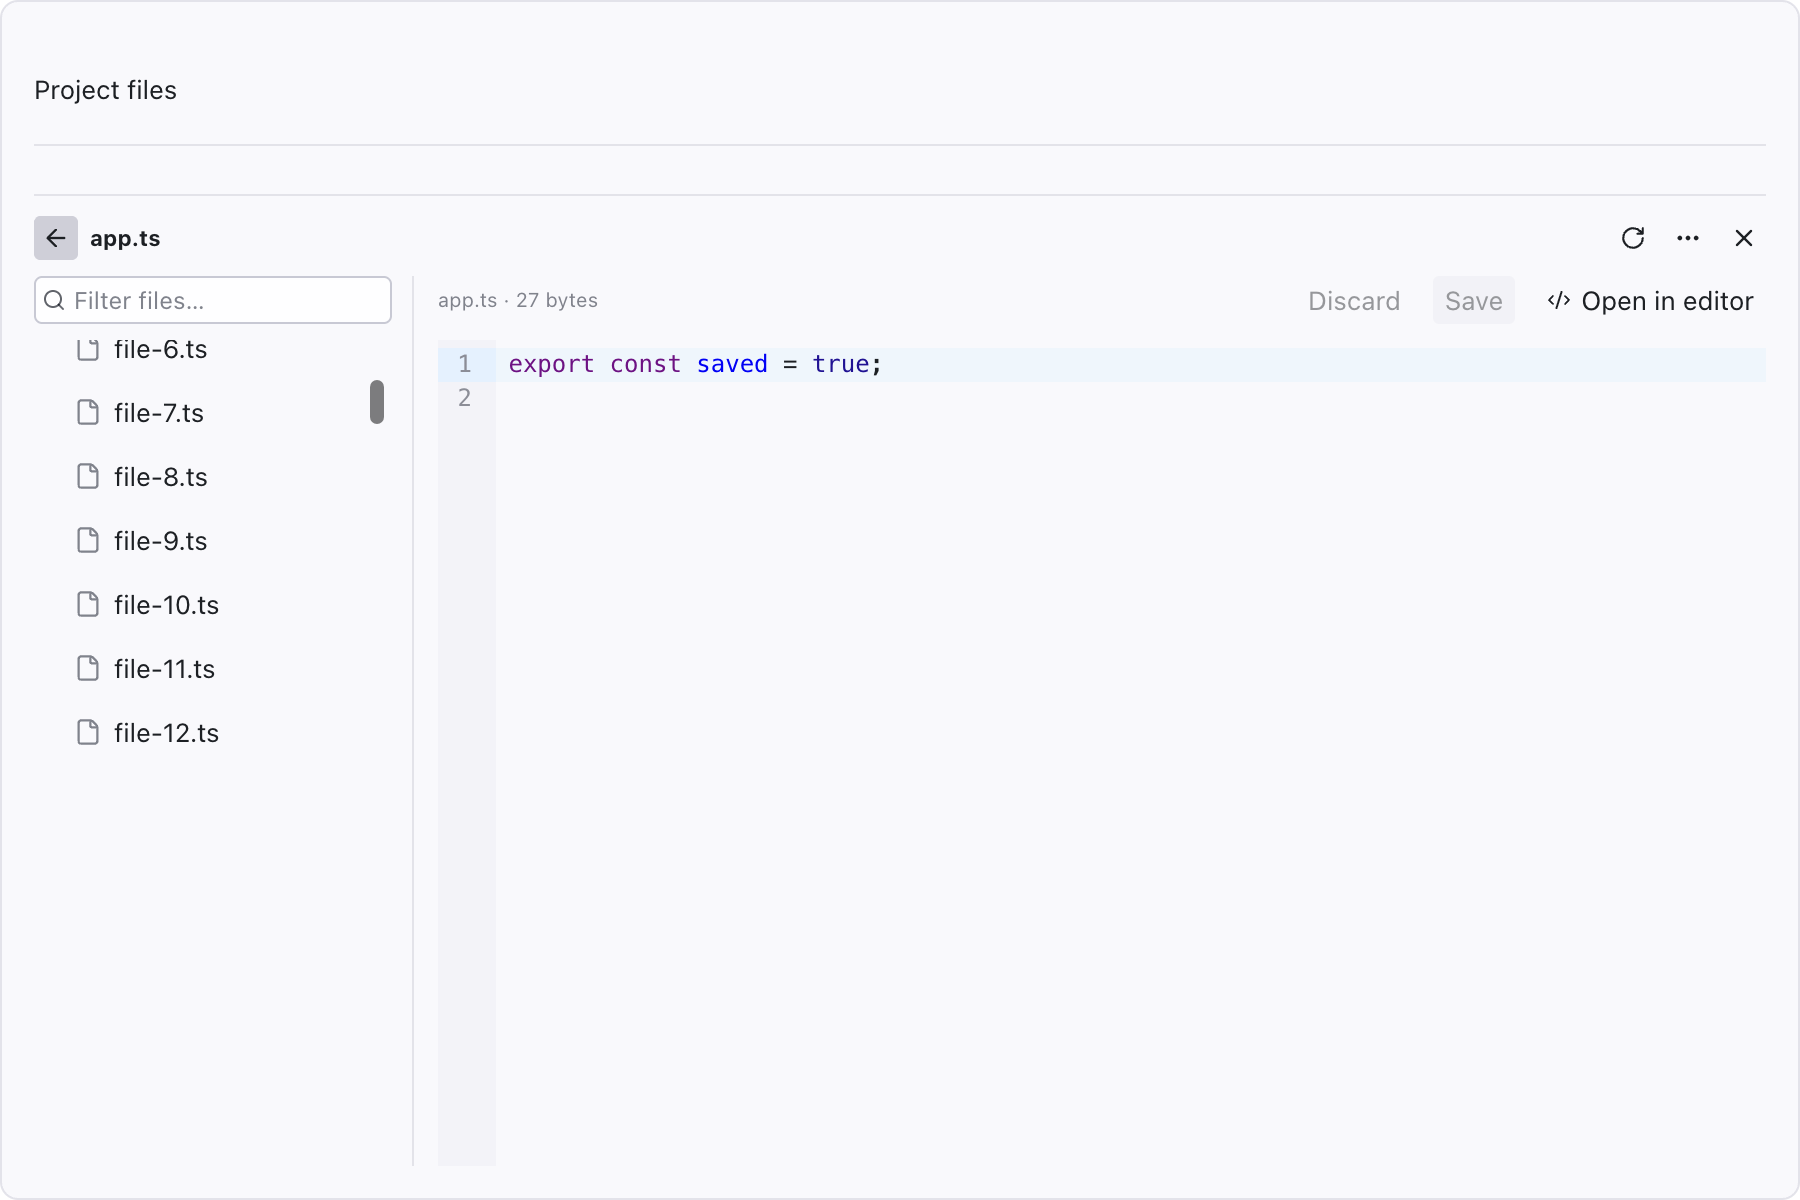 Project files
app.ts
Filter files...
file-6.ts
file-7.ts
file-8.ts
file-9.ts
file-10.ts
file-11.ts
file-12.ts
app.ts · 27 bytes
Discard
Save
</> Open in editor
1 export const saved = true;
2